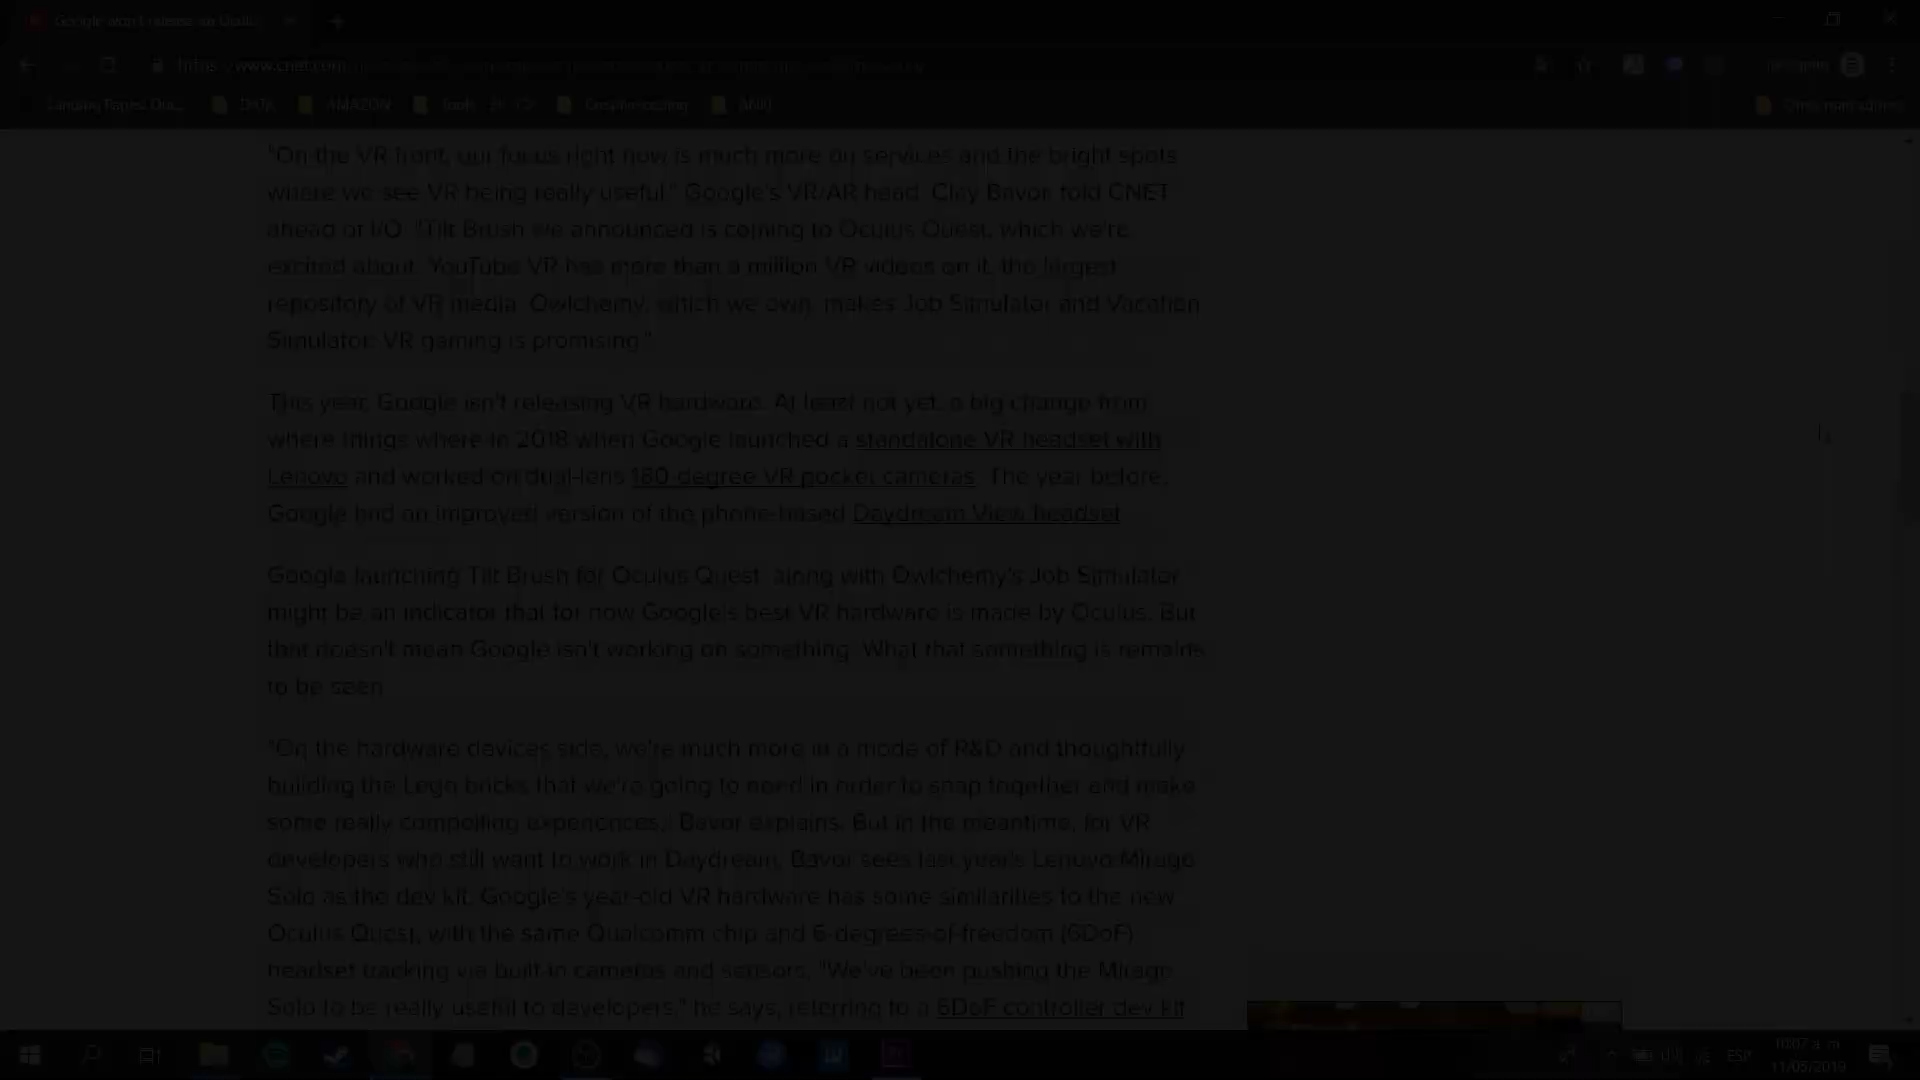 https://www.cnet.com
AMAZON
"On the VR front, our focus right now is much more on services and the bright spots
where we see VR being really useful," Google's VR/AR head, Clay Bavor, told CNET
ahead of I/O. "Tilt Brush we announced is coming to Oculus Quest, which we're
excited about. YouTube VR has more than a million VR videos on it, the largest
repository of VR media. Owlchemy, which we own, makes Job Simulator and Vacation
Simulator. VR gaming is promising."
This year, Google isn't releasing VR hardware. At least not yet, a big change from
where things where in 2018 when Google launched a standalone VR headset with
Lenovo and worked on dual-lens 180-degree VR pocket cameras. The year before,
Google had an improved version of the phone-based Daydream View headset.
Google launching Tilt Brush for Oculus Quest, along with Owlchemy's Job Simulator
might be an indicator that for now Google's best VR hardware is made by Oculus. But
that doesn't mean Google isn't working on something. What that something is remains
to be seen.
"On the hardware devices side, we're much more in a mode of R&D and thoughtfully
building the Lego bricks that we're going to need in order to snap together and make
some really compelling experiences," Bavor explains. But in the meantime, for VR
developers who still want to work in Daydream, Bavor sees last year's Lenovo Mirage
Solo as the dev kit. Google's year-old VR hardware has some similarities to the new
Oculus Quest, with the same Qualcomm chip and 6-degrees-of-freedom (6DoF)
headset tracking via built-in cameras and sensors. "We've been pushing the Mirage
Solo to be really useful to developers," he says, referring to a 6DoF controller dev kit
ESP
10:07 a. m.
11/05/2019